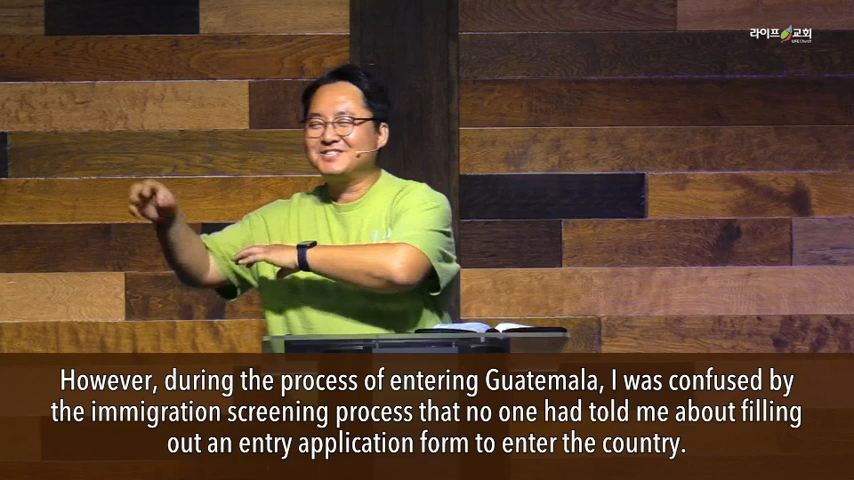 라이프 교회
However, during the process of entering Guatemala, I was confused by
the immigration screening process that no one had told me about filling
out an entry application form to enter the country.